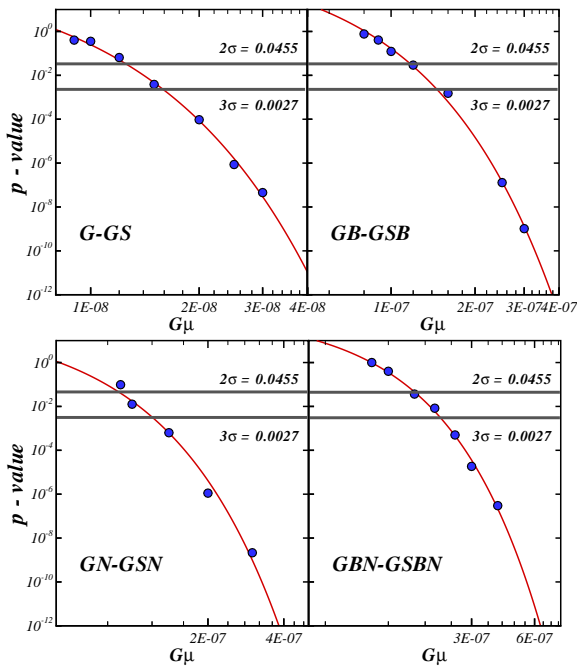 10^0
10^-2
10^-4
10^-6
10^-8
10^-10
10^-12
p - value
2σ = 0.0455
3σ = 0.0027
G-GS
1E-08 2E-08 3E-08 4E-08
Gμ
2σ = 0.0455
3σ = 0.0027
GB-GSB
1E-07 2E-07 3E-07 4E-07
Gμ
10^0
10^-2
10^-4
10^-6
10^-8
10^-10
10^-12
p - value
2σ = 0.0455
3σ = 0.0027
GN-GSN
2E-07 4E-07
Gμ
2σ = 0.0455
3σ = 0.0027
GBN-GSBN
3E-07 6E-07
Gμ